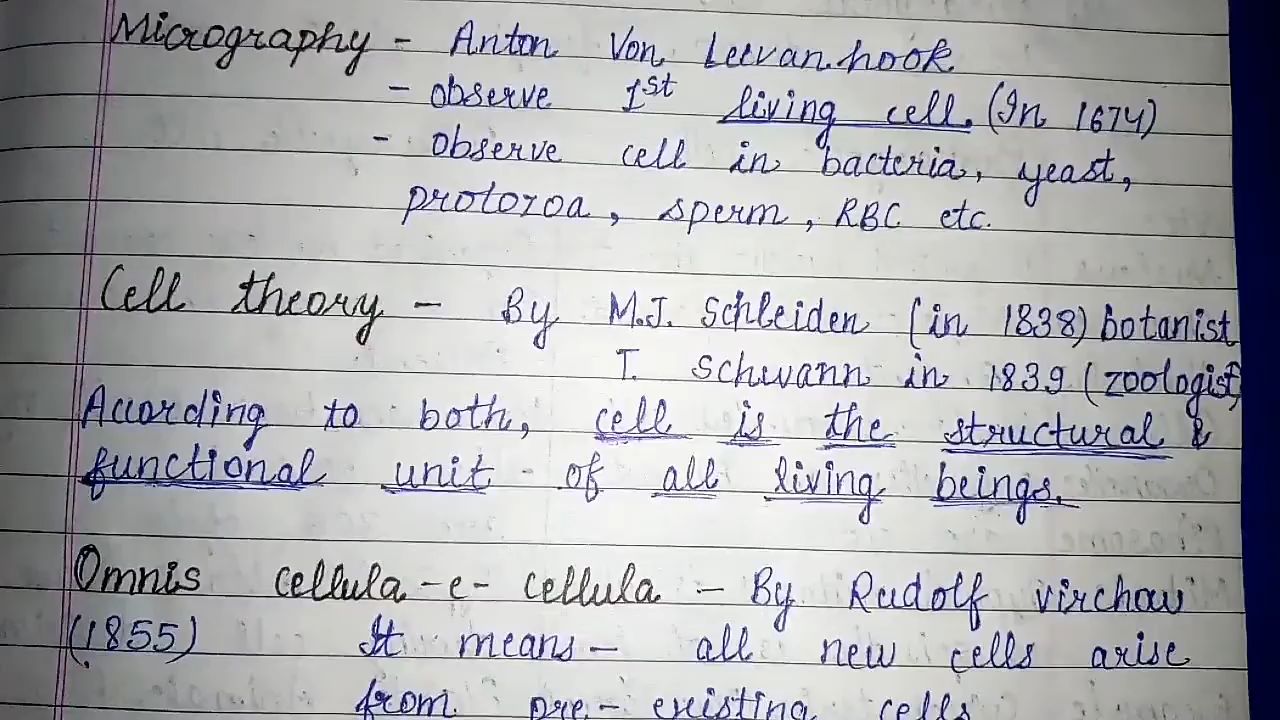 Micrography - Anton Von Leevanhook
- observe 1st living cell. (In 1674)
- observe cell in bacteria, yeast,
protozoa, sperm, RBC etc.
Cell theory - By M.J. Schleiden (in 1838) botanist
T. Schwann in 1839 (zoologist)
According to both, cell is the structural &
functional unit of all living beings.
Omnis cellula-e-cellula - By Rudolf virchow
(1855) It means - all new cells arise
from pre-existing cells